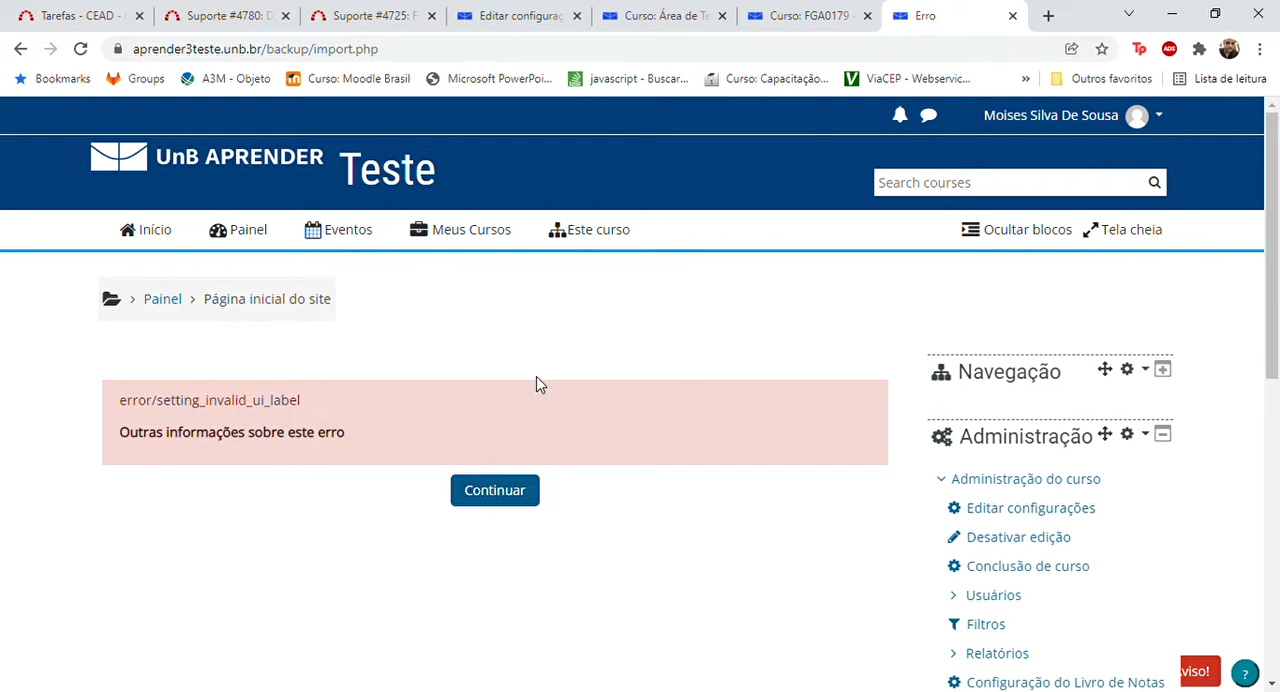 Tarefas - CEAD -
Suporte #4780: D
Suporte #4725: F
Editar configuraç
Curso: Área de Te
Curso: FGA0179 -
Erro
aprender3teste.unb.br/backup/import.php
Bookmarks
Groups
A3M - Objeto
Curso: Moodle Brasil
Microsoft PowerPoi...
javascript - Buscar...
Curso: Capacitação...
ViaCEP - Webservic...
»
Outros favoritos
Lista de leitura
Moises Silva De Sousa
UnB APRENDER
Teste
Search courses
Início
Painel
Eventos
Meus Cursos
Este curso
Ocultar blocos
Tela cheia
Painel
Página inicial do site
error/setting_invalid_ui_label
Outras informações sobre este erro
Continuar
Navegação
Administração
Administração do curso
Editar configurações
Desativar edição
Conclusão de curso
Usuários
Filtros
Relatórios
Configuração do Livro de Notas
viso!
?